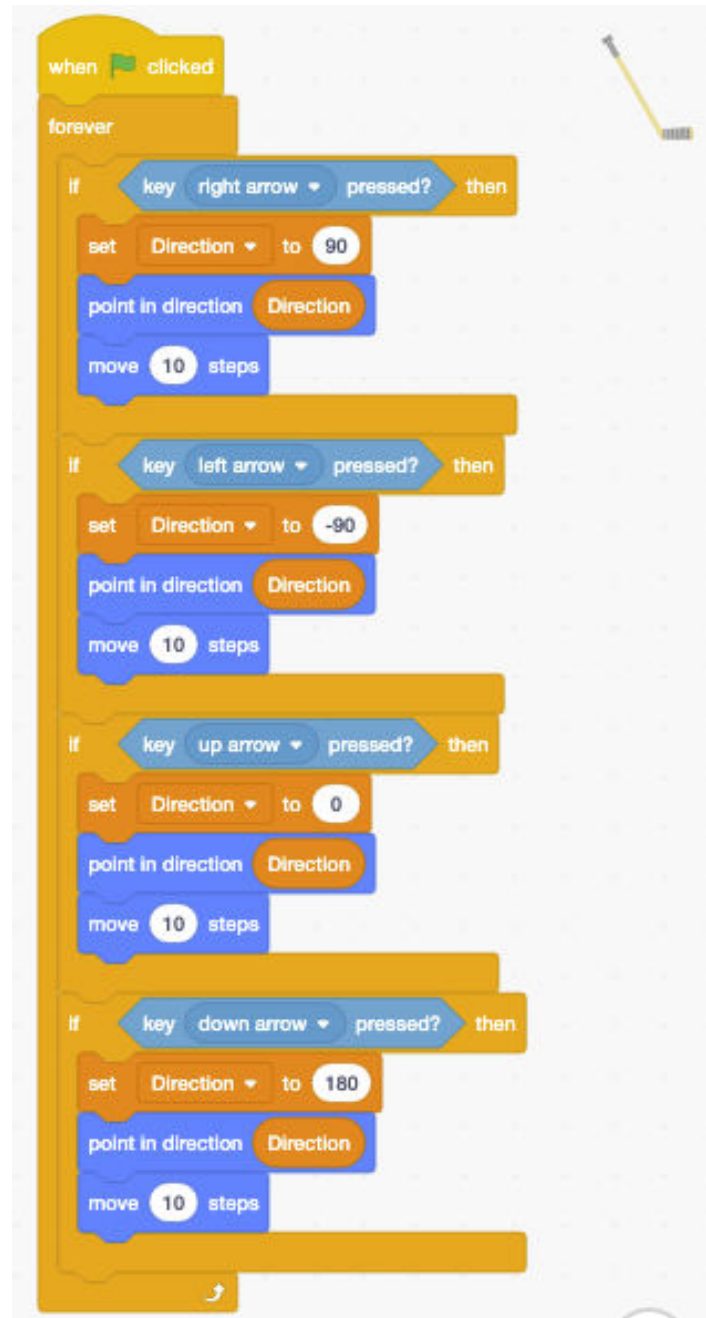 when clicked
forever
if key right arrow pressed? then
set Direction to 90
point in direction Direction
move 10 steps
if key left arrow pressed? then
set Direction to -90
point in direction Direction
move 10 steps
if key up arrow pressed? then
set Direction to 0
point in direction Direction
move 10 steps
if key down arrow pressed? then
set Direction to 180
point in direction Direction
move 10 steps